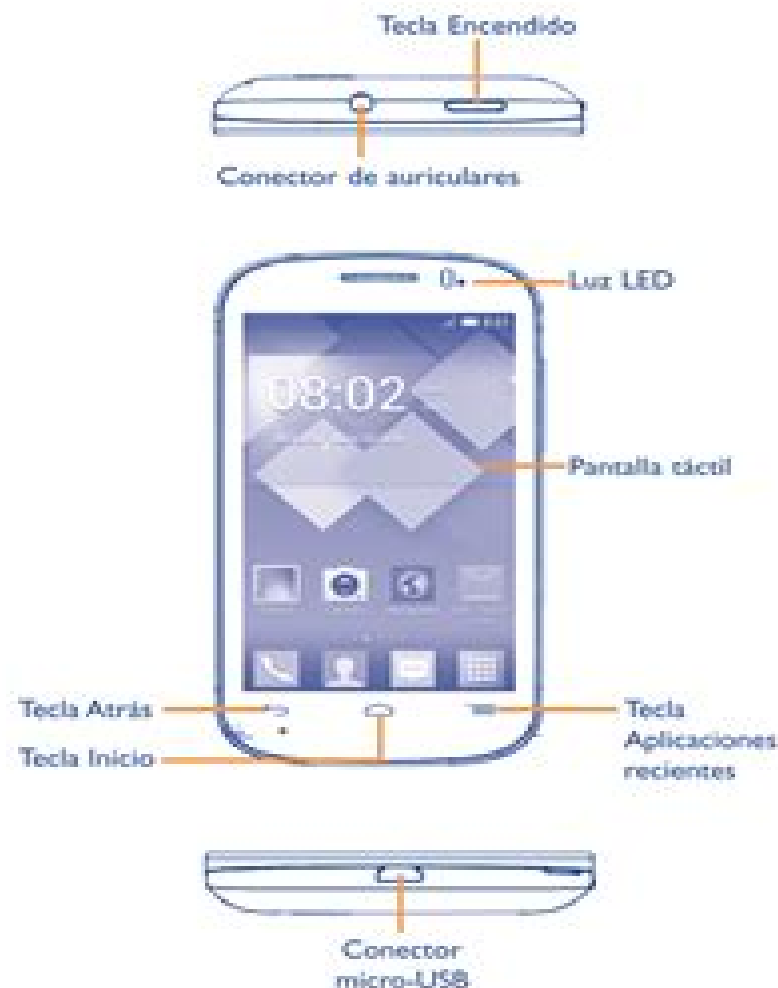 Tecla Encendido
Conector de auriculares
Luz LED
08:02
Pantalla táctil
Tecla Atrás
Tecla Inicio
Tecla
Aplicaciones
recientes
Conector
micro-USB